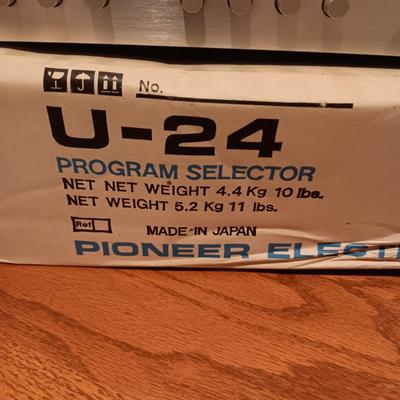 No.
U-24
PROGRAM SELECTOR
NET NET WEIGHT 4.4 Kg 10 lbs.
NET WEIGHT 5.2 Kg 11 lbs.
Ref
MADE IN JAPAN
PIONEER ELECT